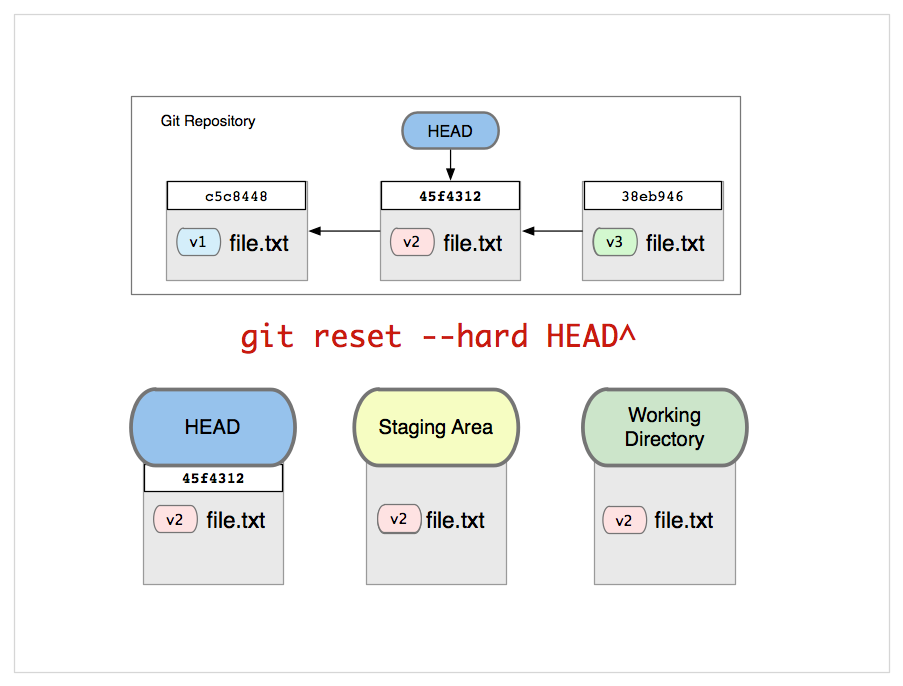 Git Repository
HEAD
c5c8448
45f4312
38eb946
v1 file.txt
v2 file.txt
v3 file.txt
git reset --hard HEAD^
HEAD
Staging Area
Working
Directory
45f4312
v2 file.txt
v2 file.txt
v2 file.txt